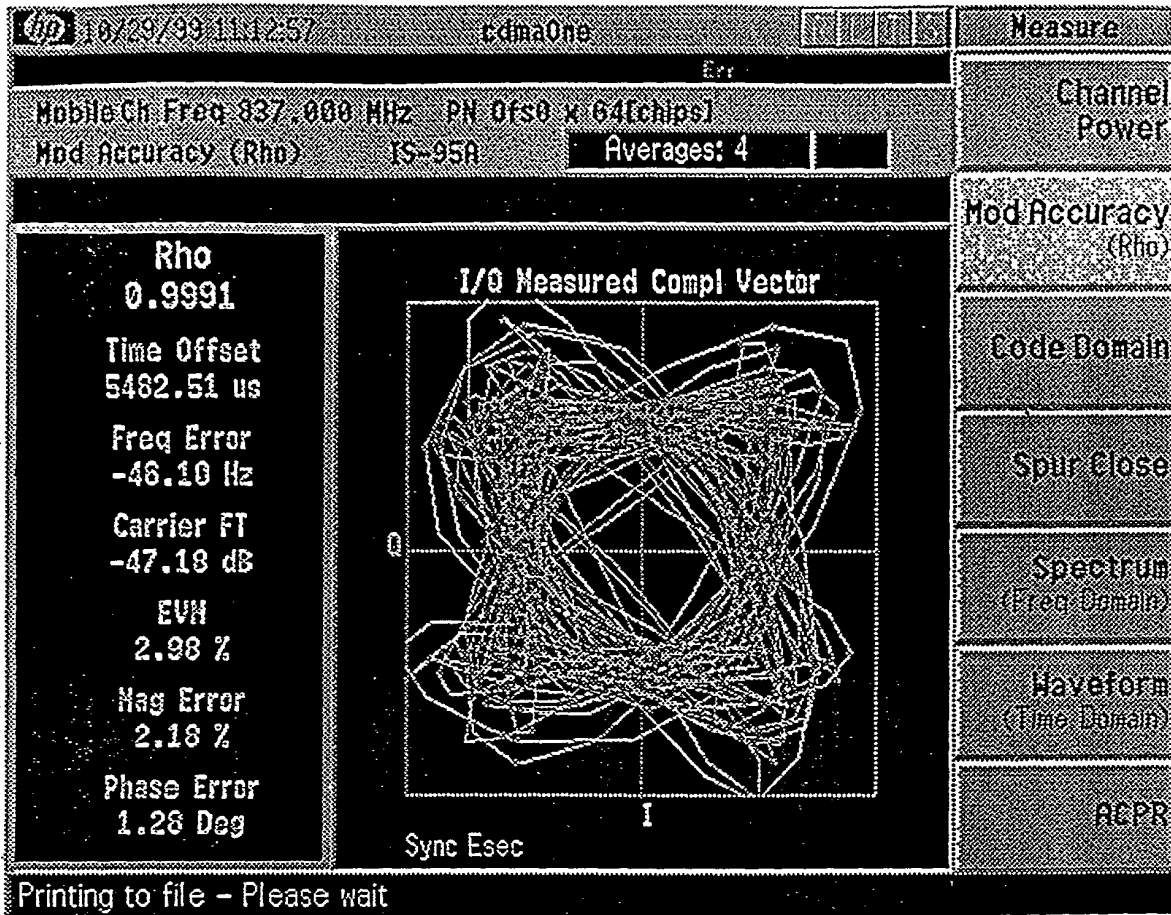 hp 10/29/99 11:12:57 cdmaOne
Measure
Err
Mobile Ch Freq 837.000 MHz PN Ofs0 x 64[chips]
Mod Accuracy (Rho) IS-95A Averages: 4
Channel
Power
Mod Accuracy
(Rho)
Code Domain
Spur Close
Spectrum
(Freq Domain)
Waveform
(Time Domain)
ACPR
Rho
0.9991
Time Offset
5482.51 us
Freq Error
-46.10 Hz
Carrier FT
-47.18 dB
EVM
2.98 %
Mag Error
2.18 %
Phase Error
1.28 Deg
I/Q Measured Compl Vector
Q
I
Sync Esec
Printing to file – Please wait